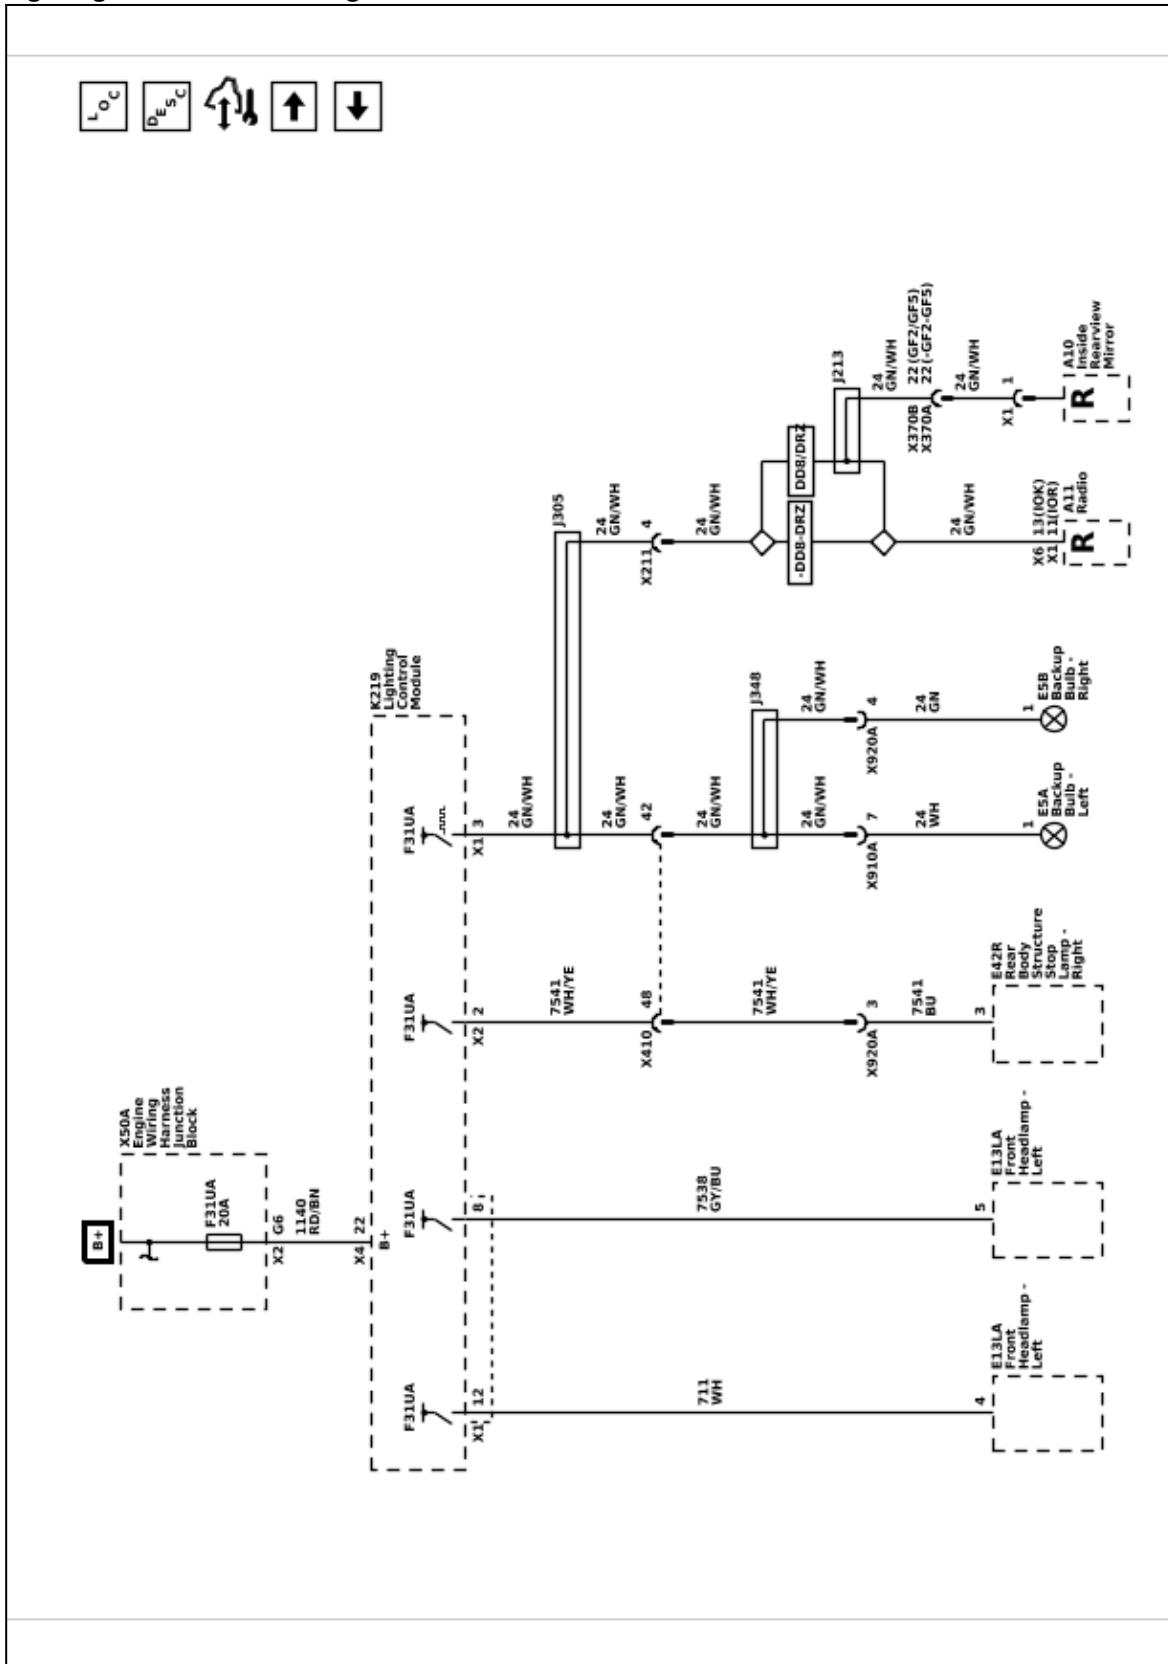 LOC
DESC
B+
X50A
Engine
Wiring
Harness
Junction
Block
F31UA
20A
X2 G6
1140
RD/BN
X4 22
B+
K219
Lighting
Control
Module
F31UA
F31UA
F31UA
F31UA
X1 12
8
X2 2
X1 3
711
WH
7538
GY/BU
7541
WH/YE
24
GN/WH
J305
24
GN/WH
24
GN/WH
X410 48
42
X211 4
7541
WH/YE
24
GN/WH
24
GN/WH
J348
-DD8-DRZ
DD8/DRZ
J213
24
GN/WH
24
GN/WH
24
GN/WH
X920A 3
X910A 7
X920A 4
X370B 22 (GF2/GF5)
X370A 22 (-GF2-GF5)
7541
BU
24
WH
24
GN
24
GN/WH
24
GN/WH
X1 1
4
5
3
1
1
X6 13(IOK)
X1 11(IOR)
E13LA
Front
Headlamp -
Left
E13LA
Front
Headlamp -
Left
E42R
Rear
Body
Structure
Stop
Lamp -
Right
E5A
Backup
Bulb -
Left
E5B
Backup
Bulb -
Right
A11
Radio
R
A10
Inside
Rearview
Mirror
R